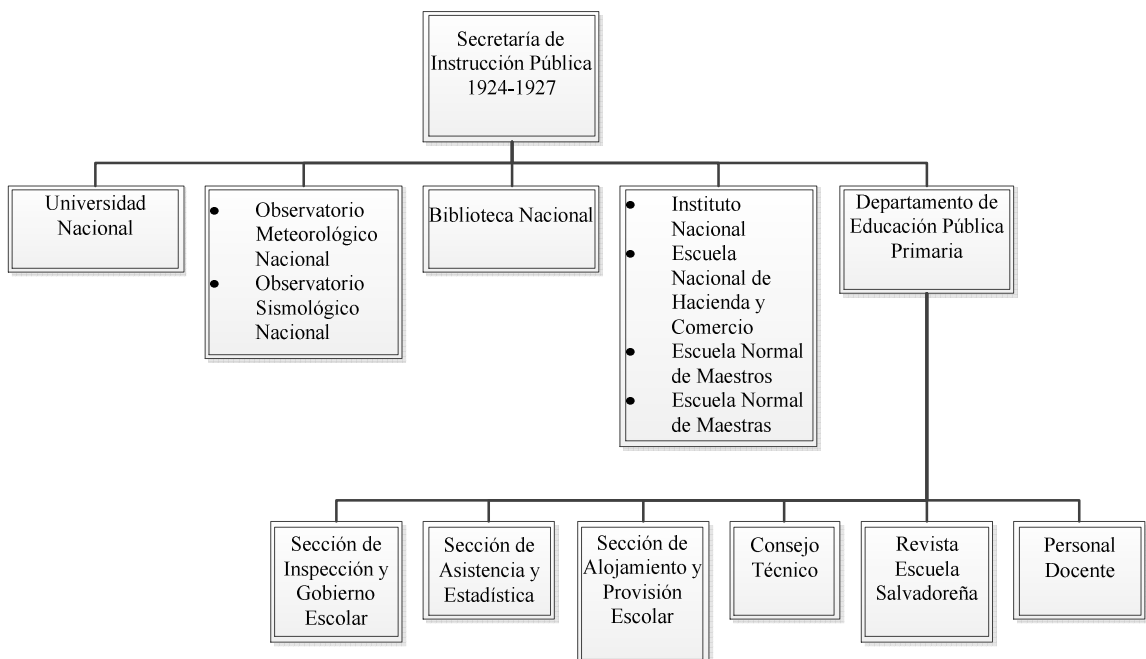 Secretaría de
Instrucción Pública
1924-1927
Universidad
Nacional
• Observatorio
Meteorológico
Nacional
• Observatorio
Sismológico
Nacional
Biblioteca Nacional
• Instituto
Nacional
• Escuela
Nacional de
Hacienda y
Comercio
• Escuela Normal
de Maestros
• Escuela Normal
de Maestras
Departamento de
Educación Pública
Primaria
Sección de
Inspección y
Gobierno
Escolar
Sección de
Asistencia y
Estadística
Sección de
Alojamiento y
Provisión
Escolar
Consejo
Técnico
Revista
Escuela
Salvadoreña
Personal
Docente